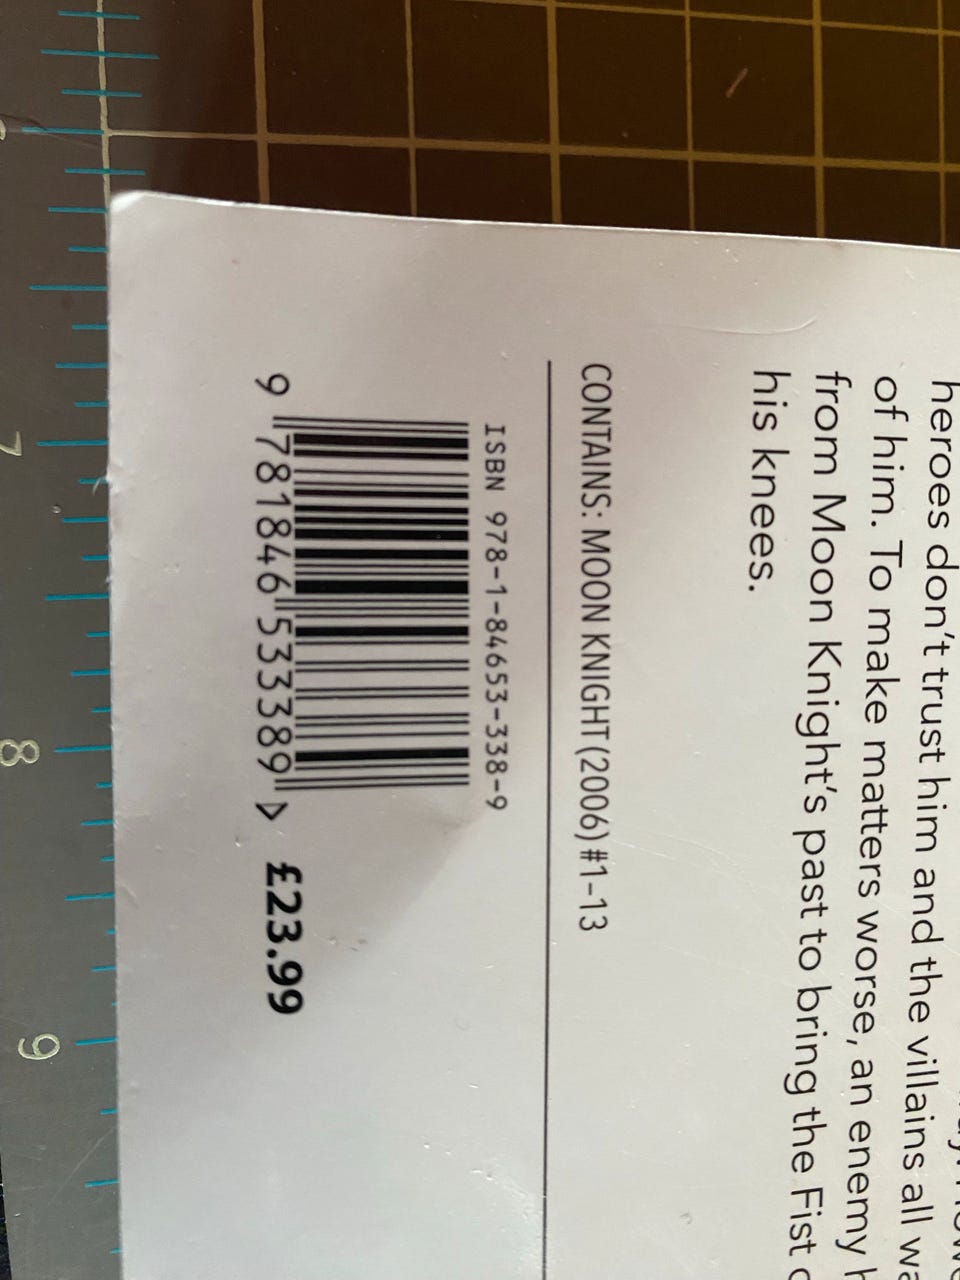 heroes don't trust him and the villains all
of him. To make matters worse, an enemy
from Moon Knight's past to bring the Fist
his knees.
CONTAINS: MOON KNIGHT (2006) #1-13
ISBN 978-1-84653-338-9
9 781846 533389 > £23.99
7
8
9